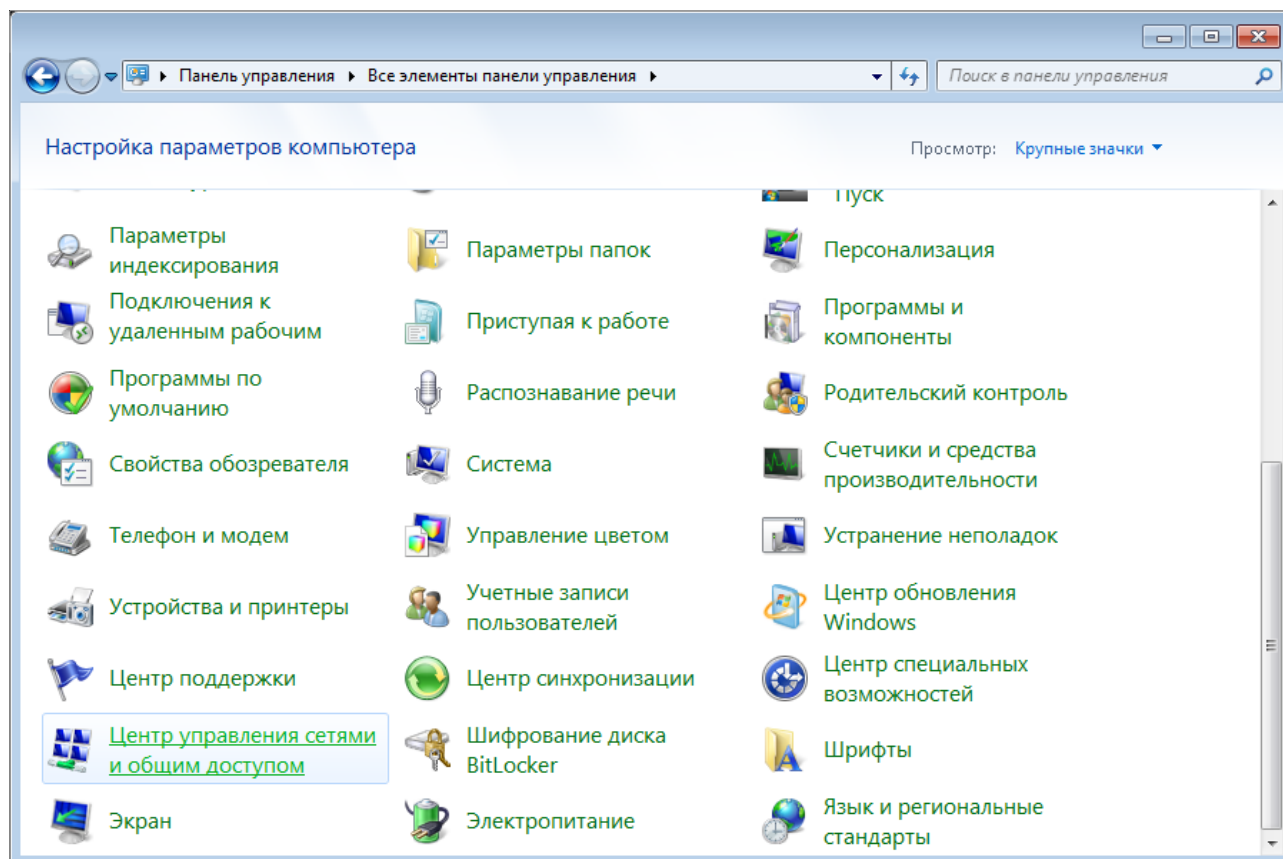 Панель управления
Все элементы панели управления
Поиск в панели управления
Настройка параметров компьютера
Просмотр: Крупные значки
Пуск
Параметры
индексирования
Параметры папок
Персонализация
Подключения к
удаленным рабочим
Приступая к работе
Программы и
компоненты
Программы по
умолчанию
Распознавание речи
Родительский контроль
Свойства обозревателя
Система
Счетчики и средства
производительности
Телефон и модем
Управление цветом
Устранение неполадок
Устройства и принтеры
Учетные записи
пользователей
Центр обновления
Windows
Центр поддержки
Центр синхронизации
Центр специальных
возможностей
Центр управления сетями
и общим доступом
Шифрование диска
BitLocker
Шрифты
Экран
Электропитание
Язык и региональные
стандарты